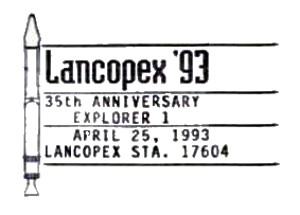 Lancopex '93
35th ANNIVERSARY
EXPLORER 1
APRIL 25, 1993
LANCOPEX STA. 17604